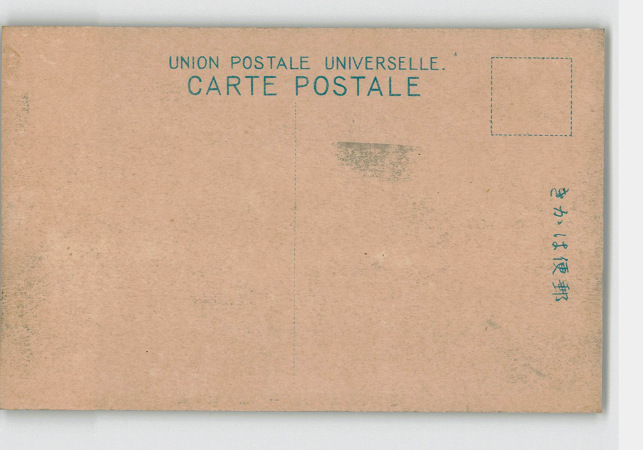 UNION POSTALE UNIVERSELLE.
CARTE POSTALE
郵便はかき